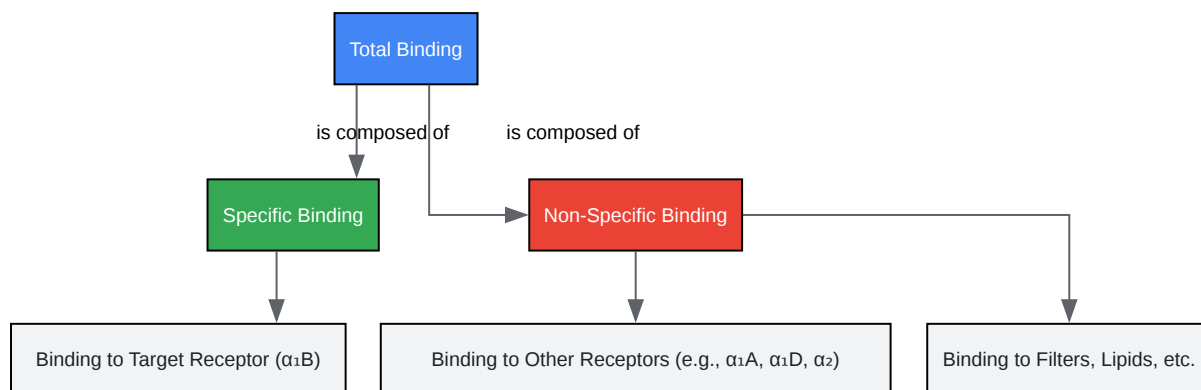 Total Binding
is composed of
is composed of
Specific Binding
Non-Specific Binding
Binding to Target Receptor (α₁B)
Binding to Other Receptors (e.g., α₁A, α₁D, α₂)
Binding to Filters, Lipids, etc.